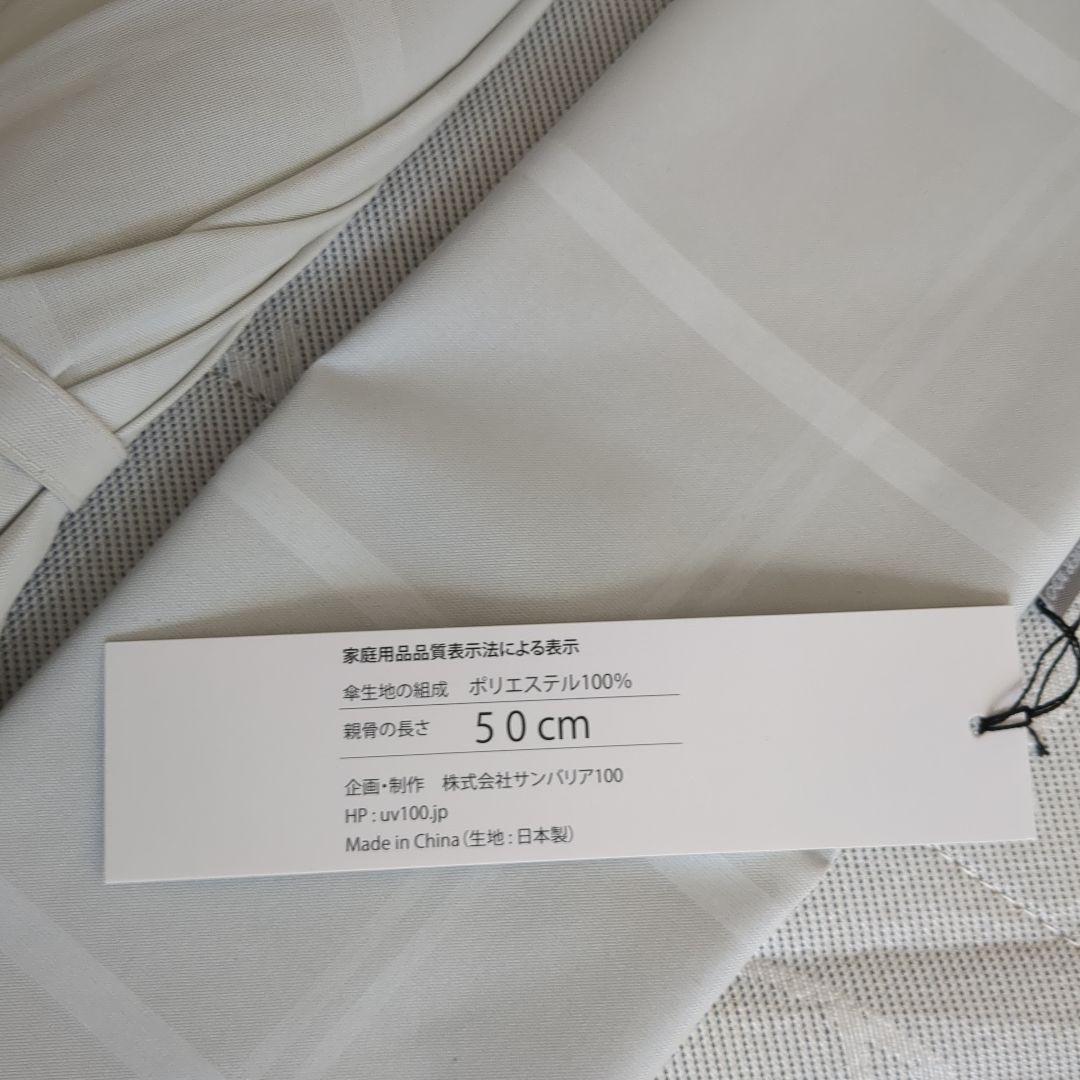 家庭用品品質表示法による表示
傘生地の組成 ポリエステル100%
親骨の長さ 50cm
企画・制作 株式会社サンバリア100
HP : uv100.jp
Made in China（生地 : 日本製）